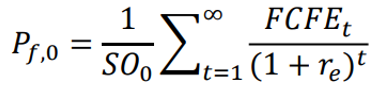 $P_{f,0} = \frac{1}{SO_0} \sum_{t=1}^{\infty} \frac{FCFE_t}{(1 + r_e)^t}$